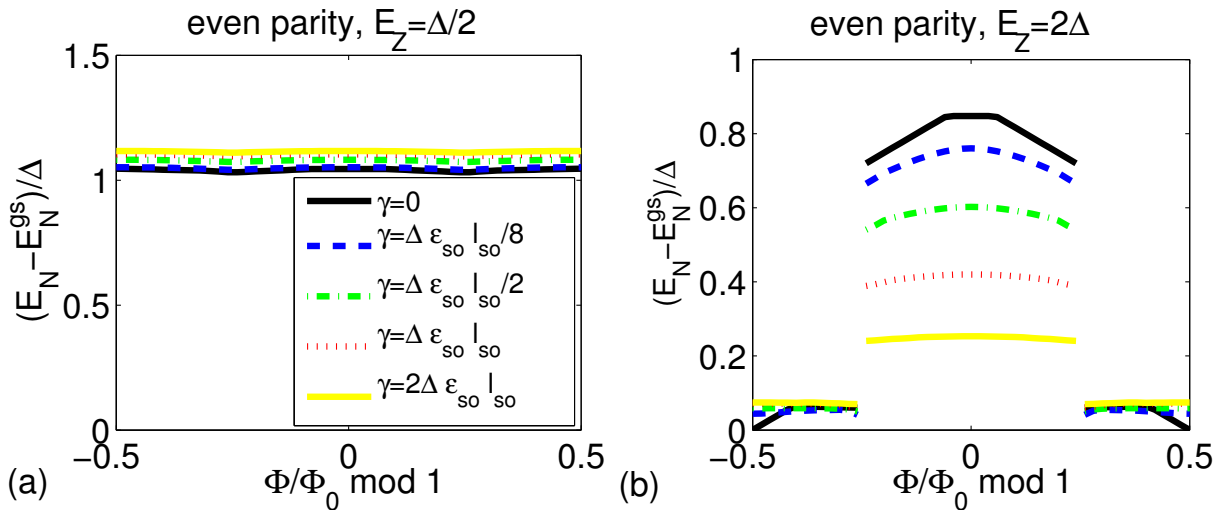 even parity, E_Z=Δ/2
1.5
1
0.5
0
(E_N−E_N^gs)/Δ
γ=0
γ=Δ ε_so l_so/8
γ=Δ ε_so l_so/2
γ=Δ ε_so l_so
γ=2Δ ε_so l_so
−0.5
0
0.5
Φ/Φ_0 mod 1
(a)
even parity, E_Z=2Δ
1
0.8
0.6
0.4
0.2
0
(E_N−E_N^gs)/Δ
−0.5
0
0.5
Φ/Φ_0 mod 1
(b)